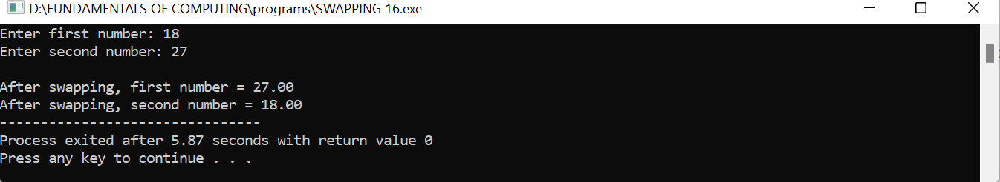 D:\FUNDAMENTALS OF COMPUTING\programs\SWAPPING 16.exe
Enter first number: 18
Enter second number: 27
After swapping, first number = 27.00
After swapping, second number = 18.00
--------------------------------
Process exited after 5.87 seconds with return value 0
Press any key to continue . . .